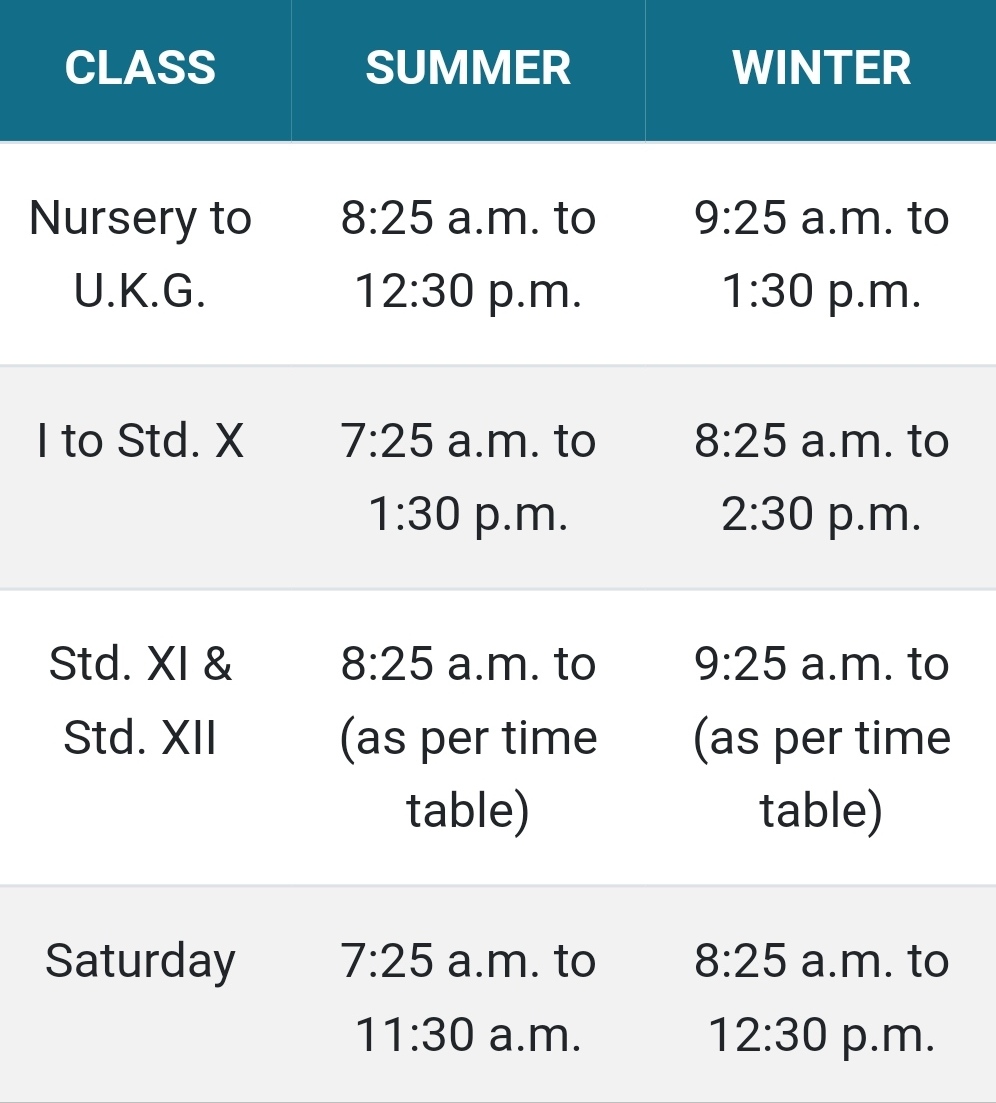 CLASS SUMMER WINTER
Nursery to 8:25 a.m. to 9:25 a.m. to
U.K.G. 12:30 p.m. 1:30 p.m.
I to Std. X 7:25 a.m. to 8:25 a.m. to
1:30 p.m. 2:30 p.m.
Std. XI & 8:25 a.m. to 9:25 a.m. to
Std. XII (as per time (as per time
table) table)
Saturday 7:25 a.m. to 8:25 a.m. to
11:30 a.m. 12:30 p.m.